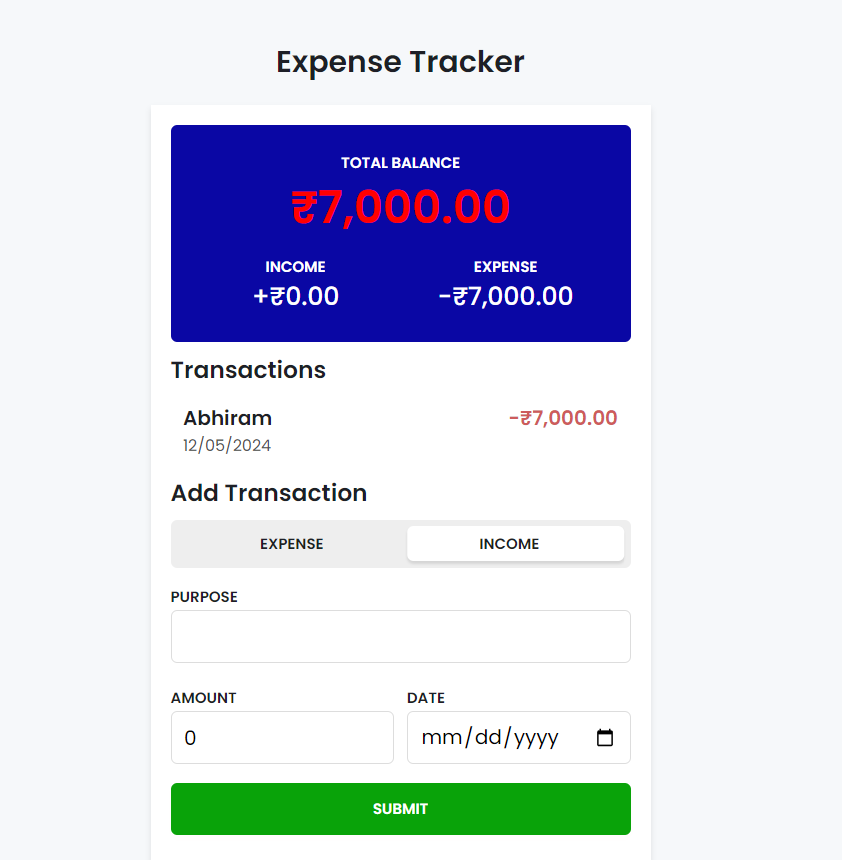 Expense Tracker
TOTAL BALANCE
₹7,000.00
INCOME EXPENSE
+₹0.00 -₹7,000.00
Transactions
Abhiram -₹7,000.00
12/05/2024
Add Transaction
EXPENSE INCOME
PURPOSE
AMOUNT DATE
0 mm/dd/yyyy
SUBMIT